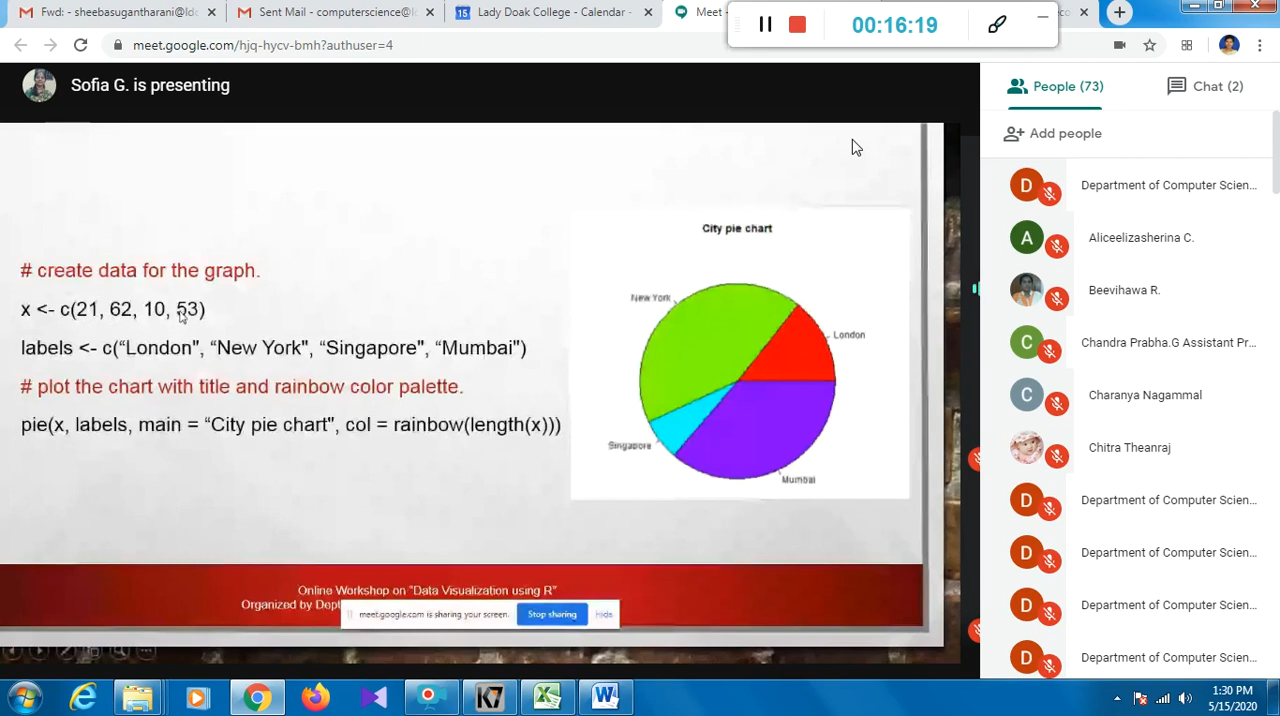 Fwd: - sheebasugantharani@ldc
Sent Mail - computerscience@l
Lady Doak College - Calendar -
Meet -
00:16:19
meet.google.com/hjq-hycv-bmh?authuser=4
Sofia G. is presenting
People (73)
Chat (2)
Add people
# create data for the graph.
x <- c(21, 62, 10, 53)
labels <- c(“London", “New York", “Singapore", “Mumbai")
# plot the chart with title and rainbow color palette.
pie(x, labels, main = “City pie chart", col = rainbow(length(x)))
City pie chart
New York
London
Singapore
Mumbai
Online Workshop on "Data Visualization using R"
Organized by Dept
meet.google.com is sharing your screen.
Stop sharing
Hide
D
Department of Computer Scien...
A
Aliceelizasherina C.
Beevihawa R.
C
Chandra Prabha.G Assistant Pr...
C
Charanya Nagammal
Chitra Theanraj
D
Department of Computer Scien...
D
Department of Computer Scien...
D
Department of Computer Scien...
D
Department of Computer Scien...
K7
1:30 PM
5/15/2020